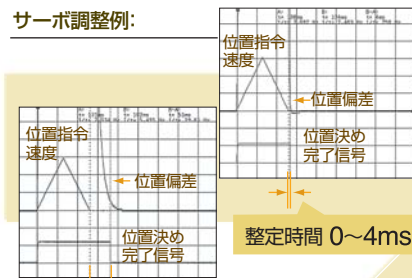 サーボ調整例:
位置指令
速度
位置偏差
位置決め
完了信号
位置指令
速度
位置偏差
位置決め
完了信号
整定時間 0〜4ms